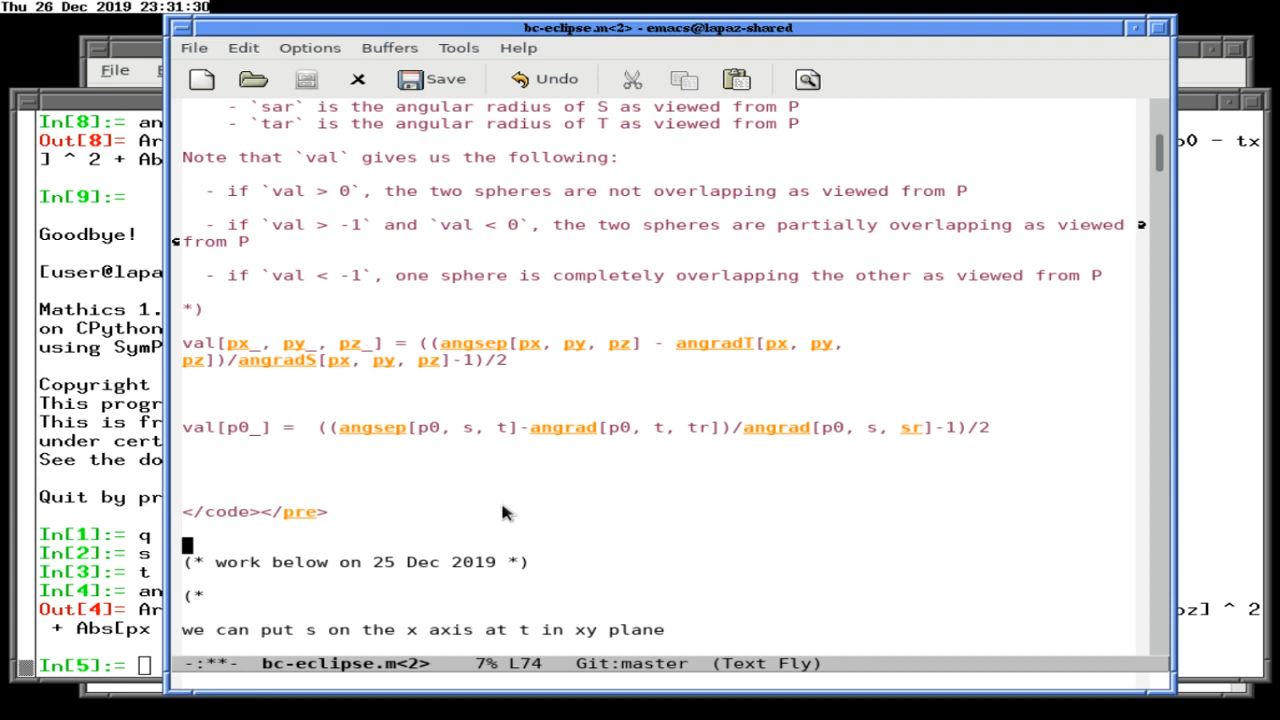 Thu 26 Dec 2019 23:31:30
bc-eclipse.m<2> - emacs@lapaz-shared
File Edit Options Buffers Tools Help
Save Undo
- `sar` is the angular radius of S as viewed from P
- `tar` is the angular radius of T as viewed from P
Note that `val` gives us the following:
- if `val > 0`, the two spheres are not overlapping as viewed from P
- if `val > -1` and `val < 0`, the two spheres are partially overlapping as viewed
from P
- if `val < -1`, one sphere is completely overlapping the other as viewed from P
*)
val[px_, py_, pz_] = ((angsep[px, py, pz] - angradT[px, py,
pz])/angradS[px, py, pz]-1)/2
val[p0_] =  ((angsep[p0, s, t]-angrad[p0, t, tr])/angrad[p0, s, sr]-1)/2
</code></pre>
(* work below on 25 Dec 2019 *)
(*
we can put s on the x axis at t in xy plane
-:**-  bc-eclipse.m<2>  7% L74  Git:master  (Text Fly)
File
In[8]:= an
Out[8]= Ar
- tx
] ^ 2 + Ab
In[9]:=
Goodbye!
[user@lapa
Mathics 1.
on CPython
using SymP
Copyright
This progr
This is fr
under cert
See the do
Quit by pr
In[1]:= q
In[2]:= s
In[3]:= t
In[4]:= an
Out[4]= Ar
pz] ^ 2
+ Abs[px
In[5]:=